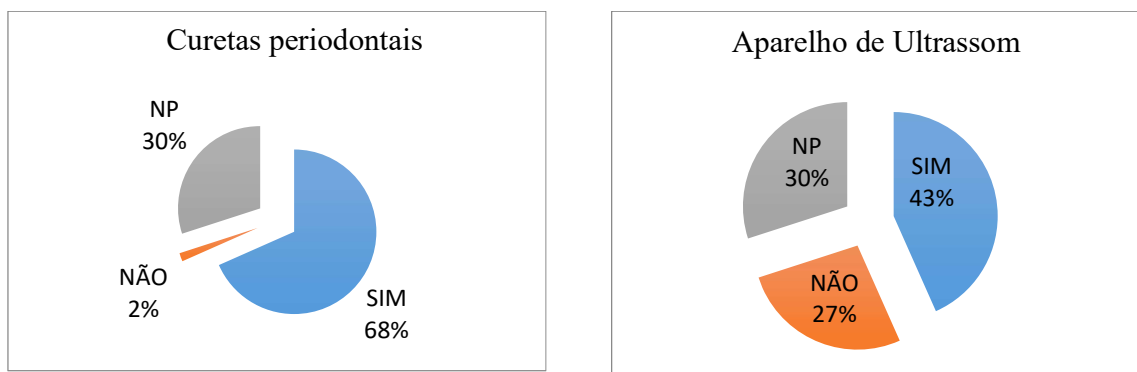 Curetas periodontais
NP
30%
NÃO
2%
SIM
68%
Aparelho de Ultrassom
NP
30%
SIM
43%
NÃO
27%